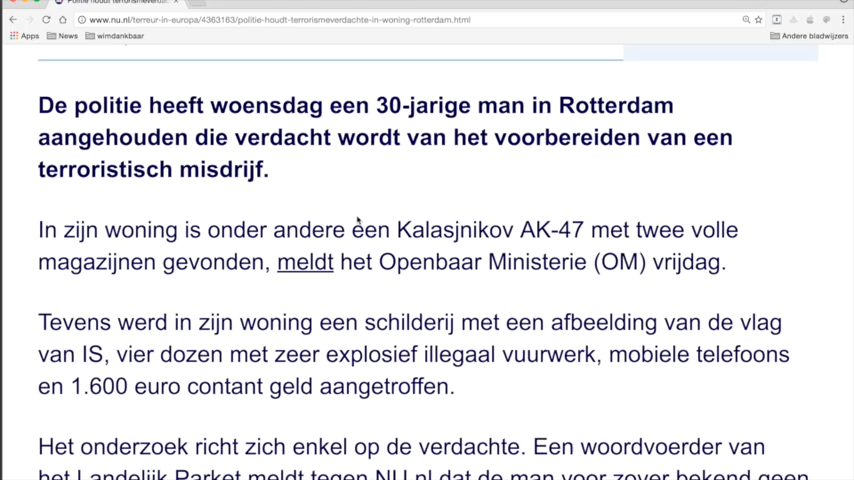 Politie houdt terreurverdachte
www.nu.nl/terreur-in-europa/4363163/politie-houdt-terrorismeverdachte-in-woning-rotterdam.html
Apps News wimdankbaar Andere bladwijzers
De politie heeft woensdag een 30-jarige man in Rotterdam
aangehouden die verdacht wordt van het voorbereiden van een
terroristisch misdrijf.
In zijn woning is onder andere een Kalasjnikov AK-47 met twee volle
magazijnen gevonden, meldt het Openbaar Ministerie (OM) vrijdag.
Tevens werd in zijn woning een schilderij met een afbeelding van de vlag
van IS, vier dozen met zeer explosief illegaal vuurwerk, mobiele telefoons
en 1.600 euro contant geld aangetroffen.
Het onderzoek richt zich enkel op de verdachte. Een woordvoerder van
het Landelijk Parket meldt tegen NU.nl dat de man voor zover bekend geen